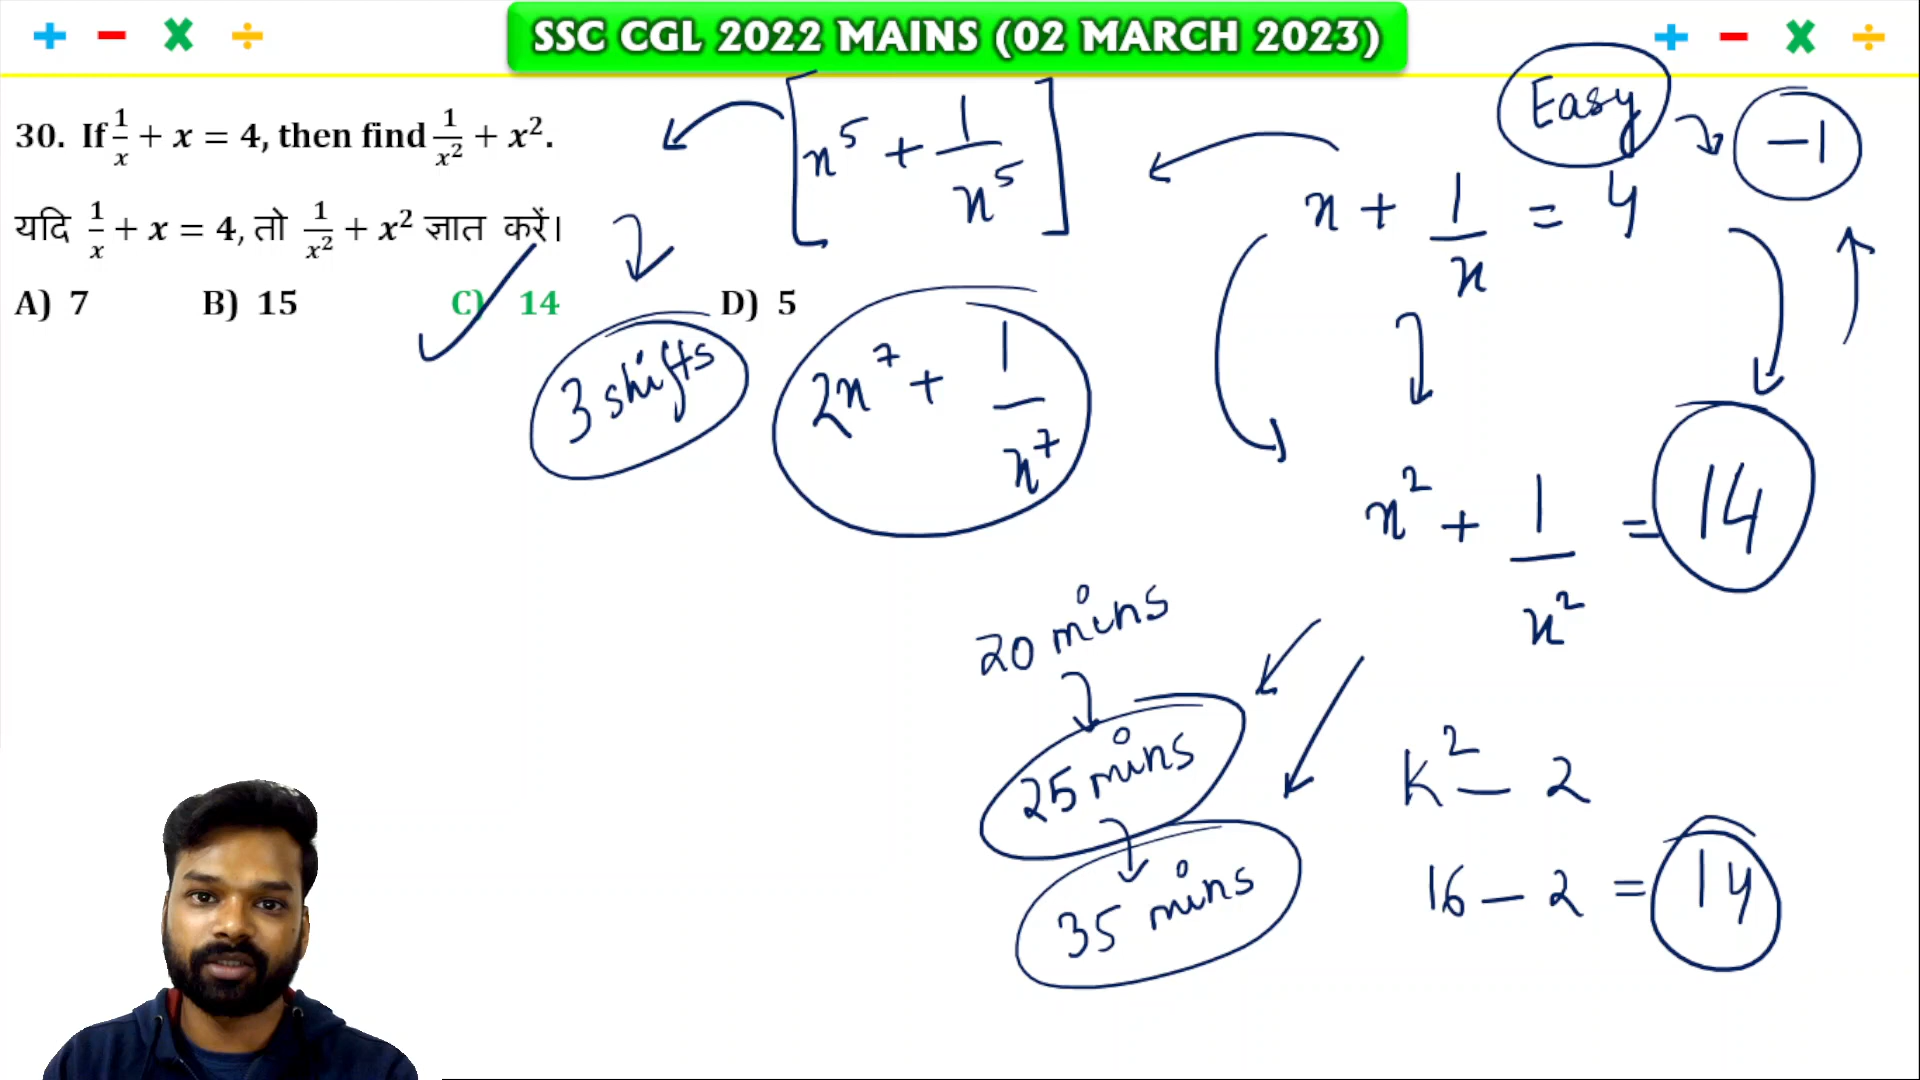 + − × ÷ SSC CGL 2022 MAINS (02 MARCH 2023) + − × ÷
30. If 1/x + x = 4, then find 1/x² + x².
यदि 1/x + x = 4, तो 1/x² + x² ज्ञात करें।
A) 7 B) 15 C) 14 D) 5
[x⁵ + 1/x⁵]
3 shifts
2x⁷ + 1/x⁷
Easy
−1
x + 1/x = 4
x² + 1/x² = 14
20 mins
25 mins
35 mins
K² − 2
16 − 2 = 14